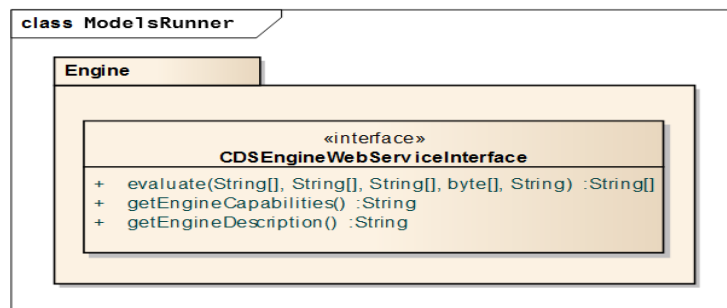 class ModelsRunner
Engine
«interface»
CDSEngineWebServiceInterface
+ evaluate(String[], String[], String[], byte[], String) :String[]
+ getEngineCapabilities() :String
+ getEngineDescription() :String